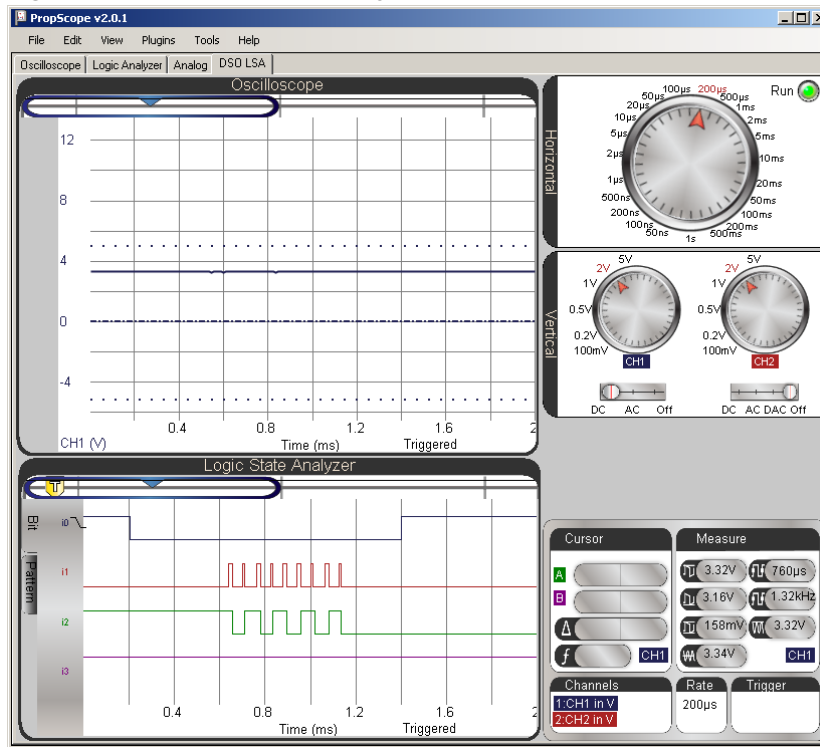 PropScope v2.0.1
File Edit View Plugins Tools Help
Oscilloscope Logic Analyzer Analog DSO LSA
Oscilloscope
12
8
4
0
-4
CH1 (V)
0.4 0.8 1.2 1.6 2
Time (ms) Triggered
Horizontal
Run
50ns 100ns 200ns 500ns 1µs 2µs 5µs 10µs 20µs 50µs 100µs 200µs 500µs 1ms 2ms 5ms 10ms 20ms 50ms 100ms 200ms 500ms 1s
Vertical
5V 2V 1V 0.5V 0.2V 100mV
CH1
DC AC Off
5V 2V 1V 0.5V 0.2V 100mV
CH2
DC AC DAC Off
Logic State Analyzer
T
Bit
Pattern
i0
i1
i2
i3
0.4 0.8 1.2 1.6 2
Time (ms) Triggered
Cursor
A
B
Δ
f CH1
Measure
3.32V 760µs
3.16V 1.32kHz
158mV 3.32V
3.34V CH1
Channels
1:CH1 in V
2:CH2 in V
Rate
200µs
Trigger